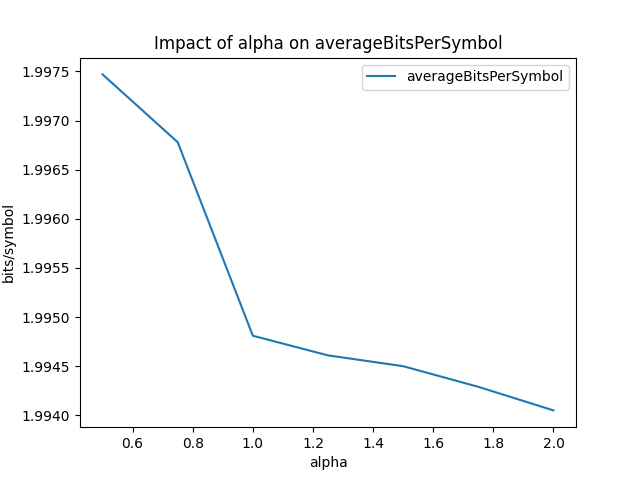 Impact of alpha on averageBitsPerSymbol
averageBitsPerSymbol
1.9975
1.9970
1.9965
1.9960
1.9955
1.9950
1.9945
1.9940
bits/symbol
0.6 0.8 1.0 1.2 1.4 1.6 1.8 2.0
alpha